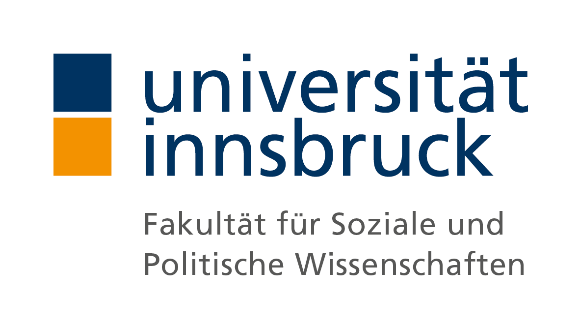 universität
innsbruck
Fakultät für Soziale und
Politische Wissenschaften